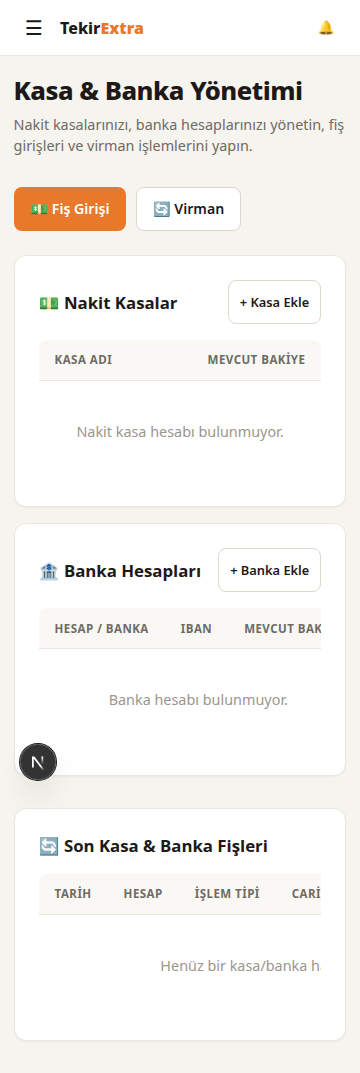 TekirExtra
Kasa & Banka Yönetimi
Nakit kasalarınızı, banka hesaplarınızı yönetin, fiş
girişleri ve virman işlemlerini yapın.
Fiş Girişi
Virman
Nakit Kasalar
+ Kasa Ekle
KASA ADI MEVCUT BAKİYE
Nakit kasa hesabı bulunmuyor.
Banka Hesapları
+ Banka Ekle
HESAP / BANKA IBAN MEVCUT BAK
Banka hesabı bulunmuyor.
N
Son Kasa & Banka Fişleri
TARİH HESAP İŞLEM TİPİ CARİ
Henüz bir kasa/banka ha